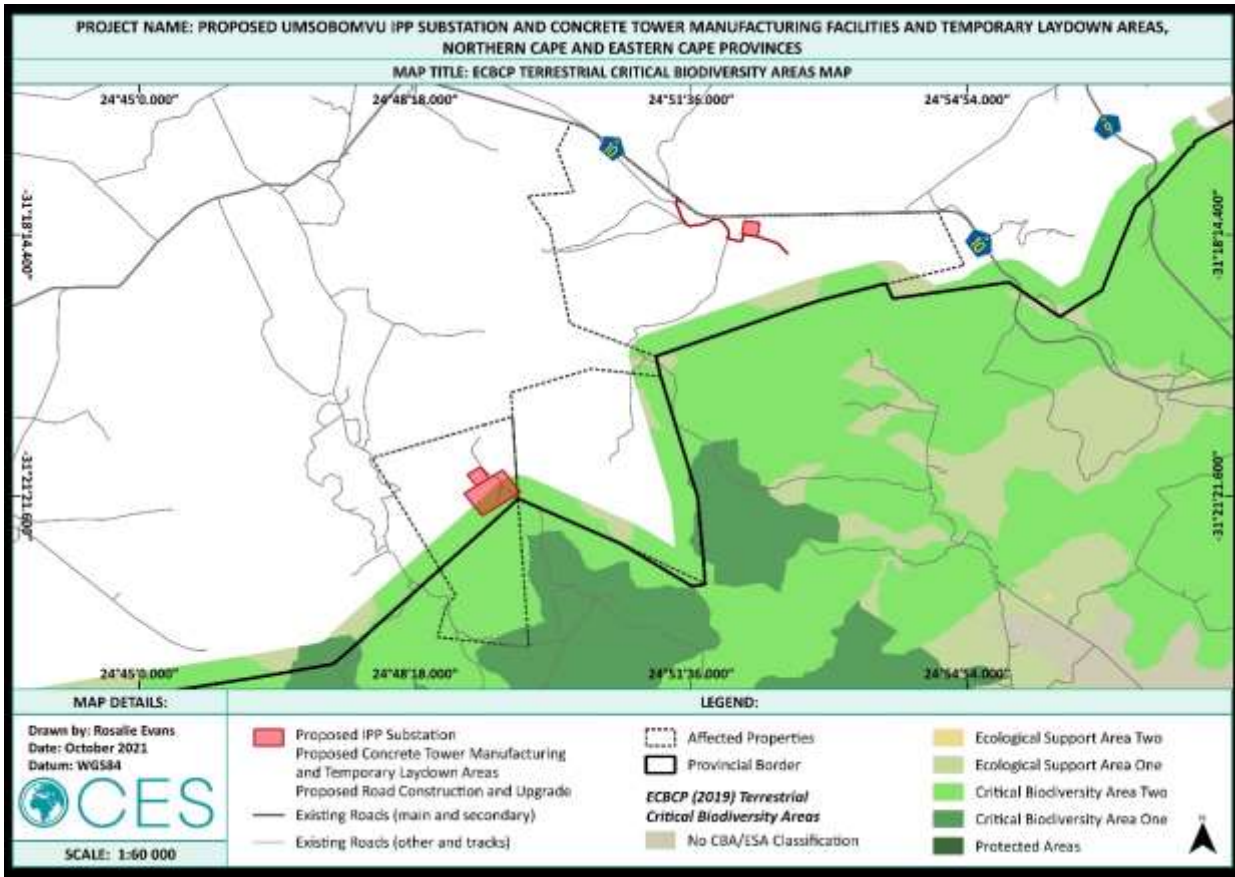 PROJECT NAME: PROPOSED UMSOBOMVU IPP SUBSTATION AND CONCRETE TOWER MANUFACTURING FACILITIES AND TEMPORARY LAYDOWN AREAS,
NORTHERN CAPE AND EASTERN CAPE PROVINCES
MAP TITLE: ECBCP TERRESTRIAL CRITICAL BIODIVERSITY AREAS MAP
24°45'0.000"
24°48'18.000"
24°51'36.000"
24°54'54.000"
10
9
-31°18'14.400"
-31°18'14.400"
10
-31°21'21.600"
-31°21'21.600"
24°45'0.000"
24°48'18.000"
24°51'36.000"
24°54'54.000"
MAP DETAILS:
Drawn by: Rosalie Evans
Date: October 2021
Datum: WGS84
CES
SCALE: 1:60 000
LEGEND:
Proposed IPP Substation
Proposed Concrete Tower Manufacturing
and Temporary Laydown Areas
Proposed Road Construction and Upgrade
Existing Roads (main and secondary)
Existing Roads (other and tracks)
Affected Properties
Provincial Border
ECBCP (2019) Terrestrial
Critical Biodiversity Areas
No CBA/ESA Classification
Ecological Support Area Two
Ecological Support Area One
Critical Biodiversity Area Two
Critical Biodiversity Area One
Protected Areas
N